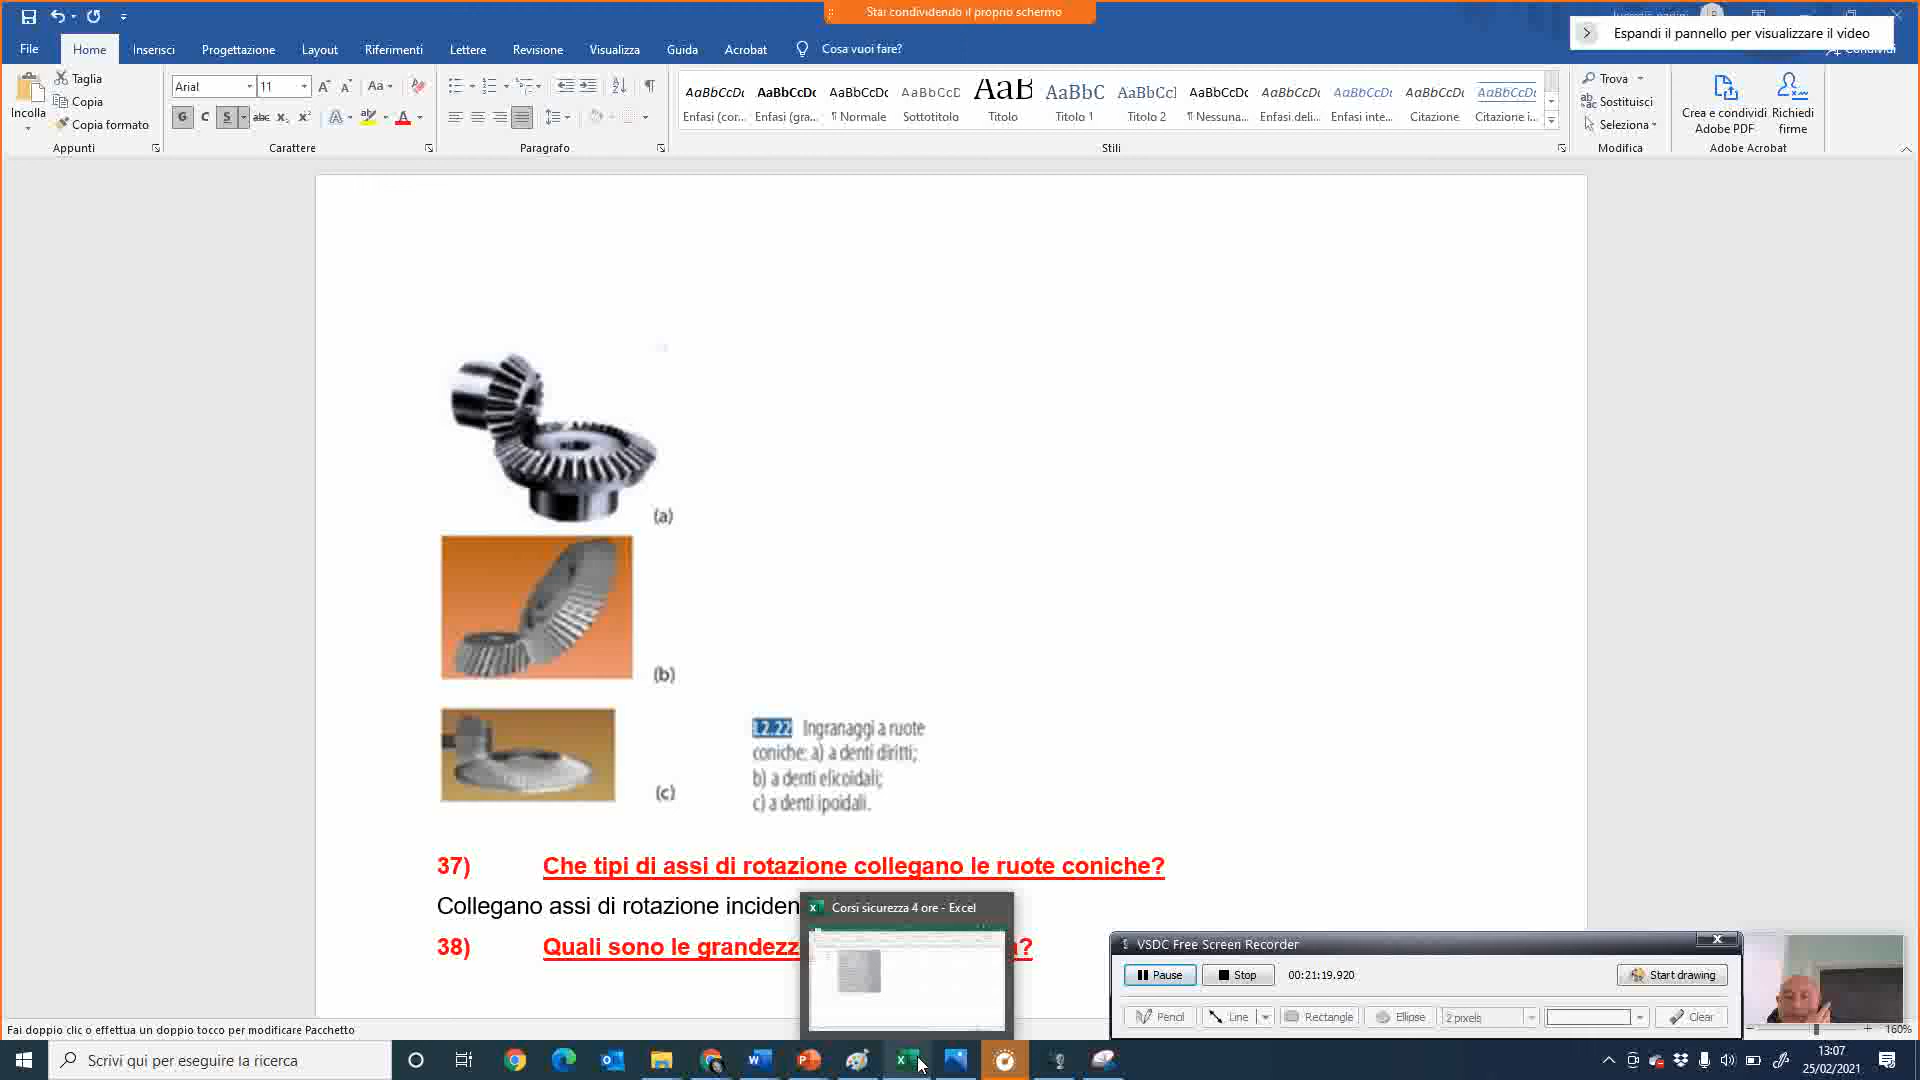 Stai condividendo il proprio schermo
Espandi il pannello per visualizzare il video
File Home Inserisci Progettazione Layout Riferimenti Lettere Revisione Visualizza Guida Acrobat Cosa vuoi fare?
Incolla
Taglia
Copia
Copia formato
Appunti
Arial 11
Carattere
Paragrafo
AaBbCcDc AaBbCcDc AaBbCcDc AaBbCcD AaB AaBbC AaBbCcI AaBbCcDc AaBbCcDc AaBbCcDc AaBbCcDc AaBbCcDc
Enfasi (cor... Enfasi (gra... ¶ Normale Sottotitolo Titolo Titolo 1 Titolo 2 ¶ Nessuna... Enfasi deli... Enfasi inte... Citazione Citazione i...
Stili
Trova
Sostituisci
Seleziona
Modifica
Crea e condividi
Adobe PDF
Richiedi
firme
Adobe Acrobat
(a)
(b)
(c)
12.22 Ingranaggi a ruote
coniche: a) a denti diritti;
b) a denti elicoidali;
c) a denti ipoidali.
37) Che tipi di assi di rotazione collegano le ruote coniche?
Collegano assi di rotazione inciden
38) Quali sono le grandezz ?
Corsi sicurezza 4 ore - Excel
VSDC Free Screen Recorder
Pause Stop 00:21:19.920 Start drawing
Pencil Line Rectangle Ellipse 2 pixels Clear
Fai doppio clic o effettua un doppio tocco per modificare Pacchetto
160%
Scrivi qui per eseguire la ricerca
13:07
25/02/2021